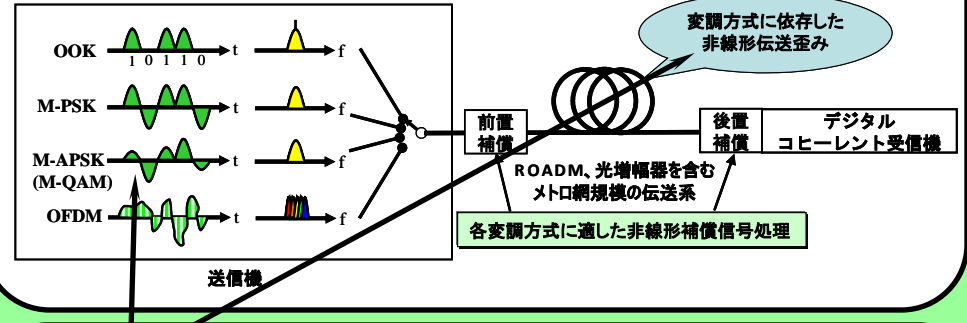 OOK
1 0 1 1 0
t
f
M-PSK
t
f
M-APSK
(M-QAM)
t
f
OFDM
t
f
送信機
前置
補償
変調方式に依存した
非線形伝送歪み
後置
補償
デジタル
コヒーレント受信機
ROADM、光増幅器を含む
メトロ網規模の伝送系
各変調方式に適した非線形補償信号処理